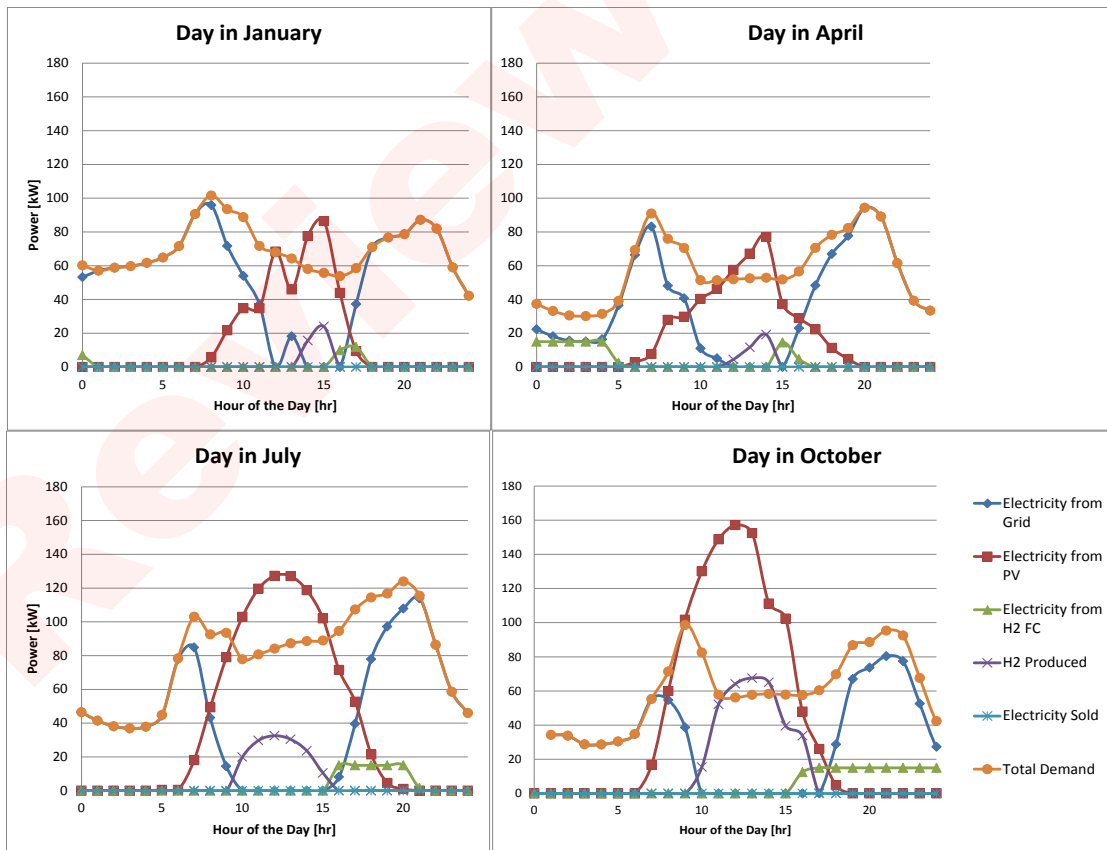 Day in January
Power [kW]
180
160
140
120
100
80
60
40
20
0
0 5 10 15 20
Hour of the Day [hr]
Day in April
180
160
140
120
100
80
60
40
20
0
0 5 10 15 20
Hour of the Day [hr]
Day in July
Power [kW]
180
160
140
120
100
80
60
40
20
0
0 5 10 15 20
Hour of the Day [hr]
Day in October
180
160
140
120
100
80
60
40
20
0
0 5 10 15 20
Hour of the Day [hr]
Electricity from
Grid
Electricity from
PV
Electricity from
H2 FC
H2 Produced
Electricity Sold
Total Demand
Review